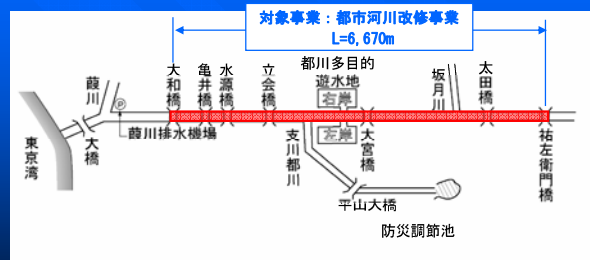 対象事業：都市河川改修事業
L=6,670m
都川多目的
遊水地
右岸
左岸
東京湾
葭川
大橋
Ⓟ
葭川排水機場
大和橋
亀井橋
水源橋
立会橋
支川都川
大宮橋
坂月川
太田橋
祐左衛門橋
平山大橋
防災調節池